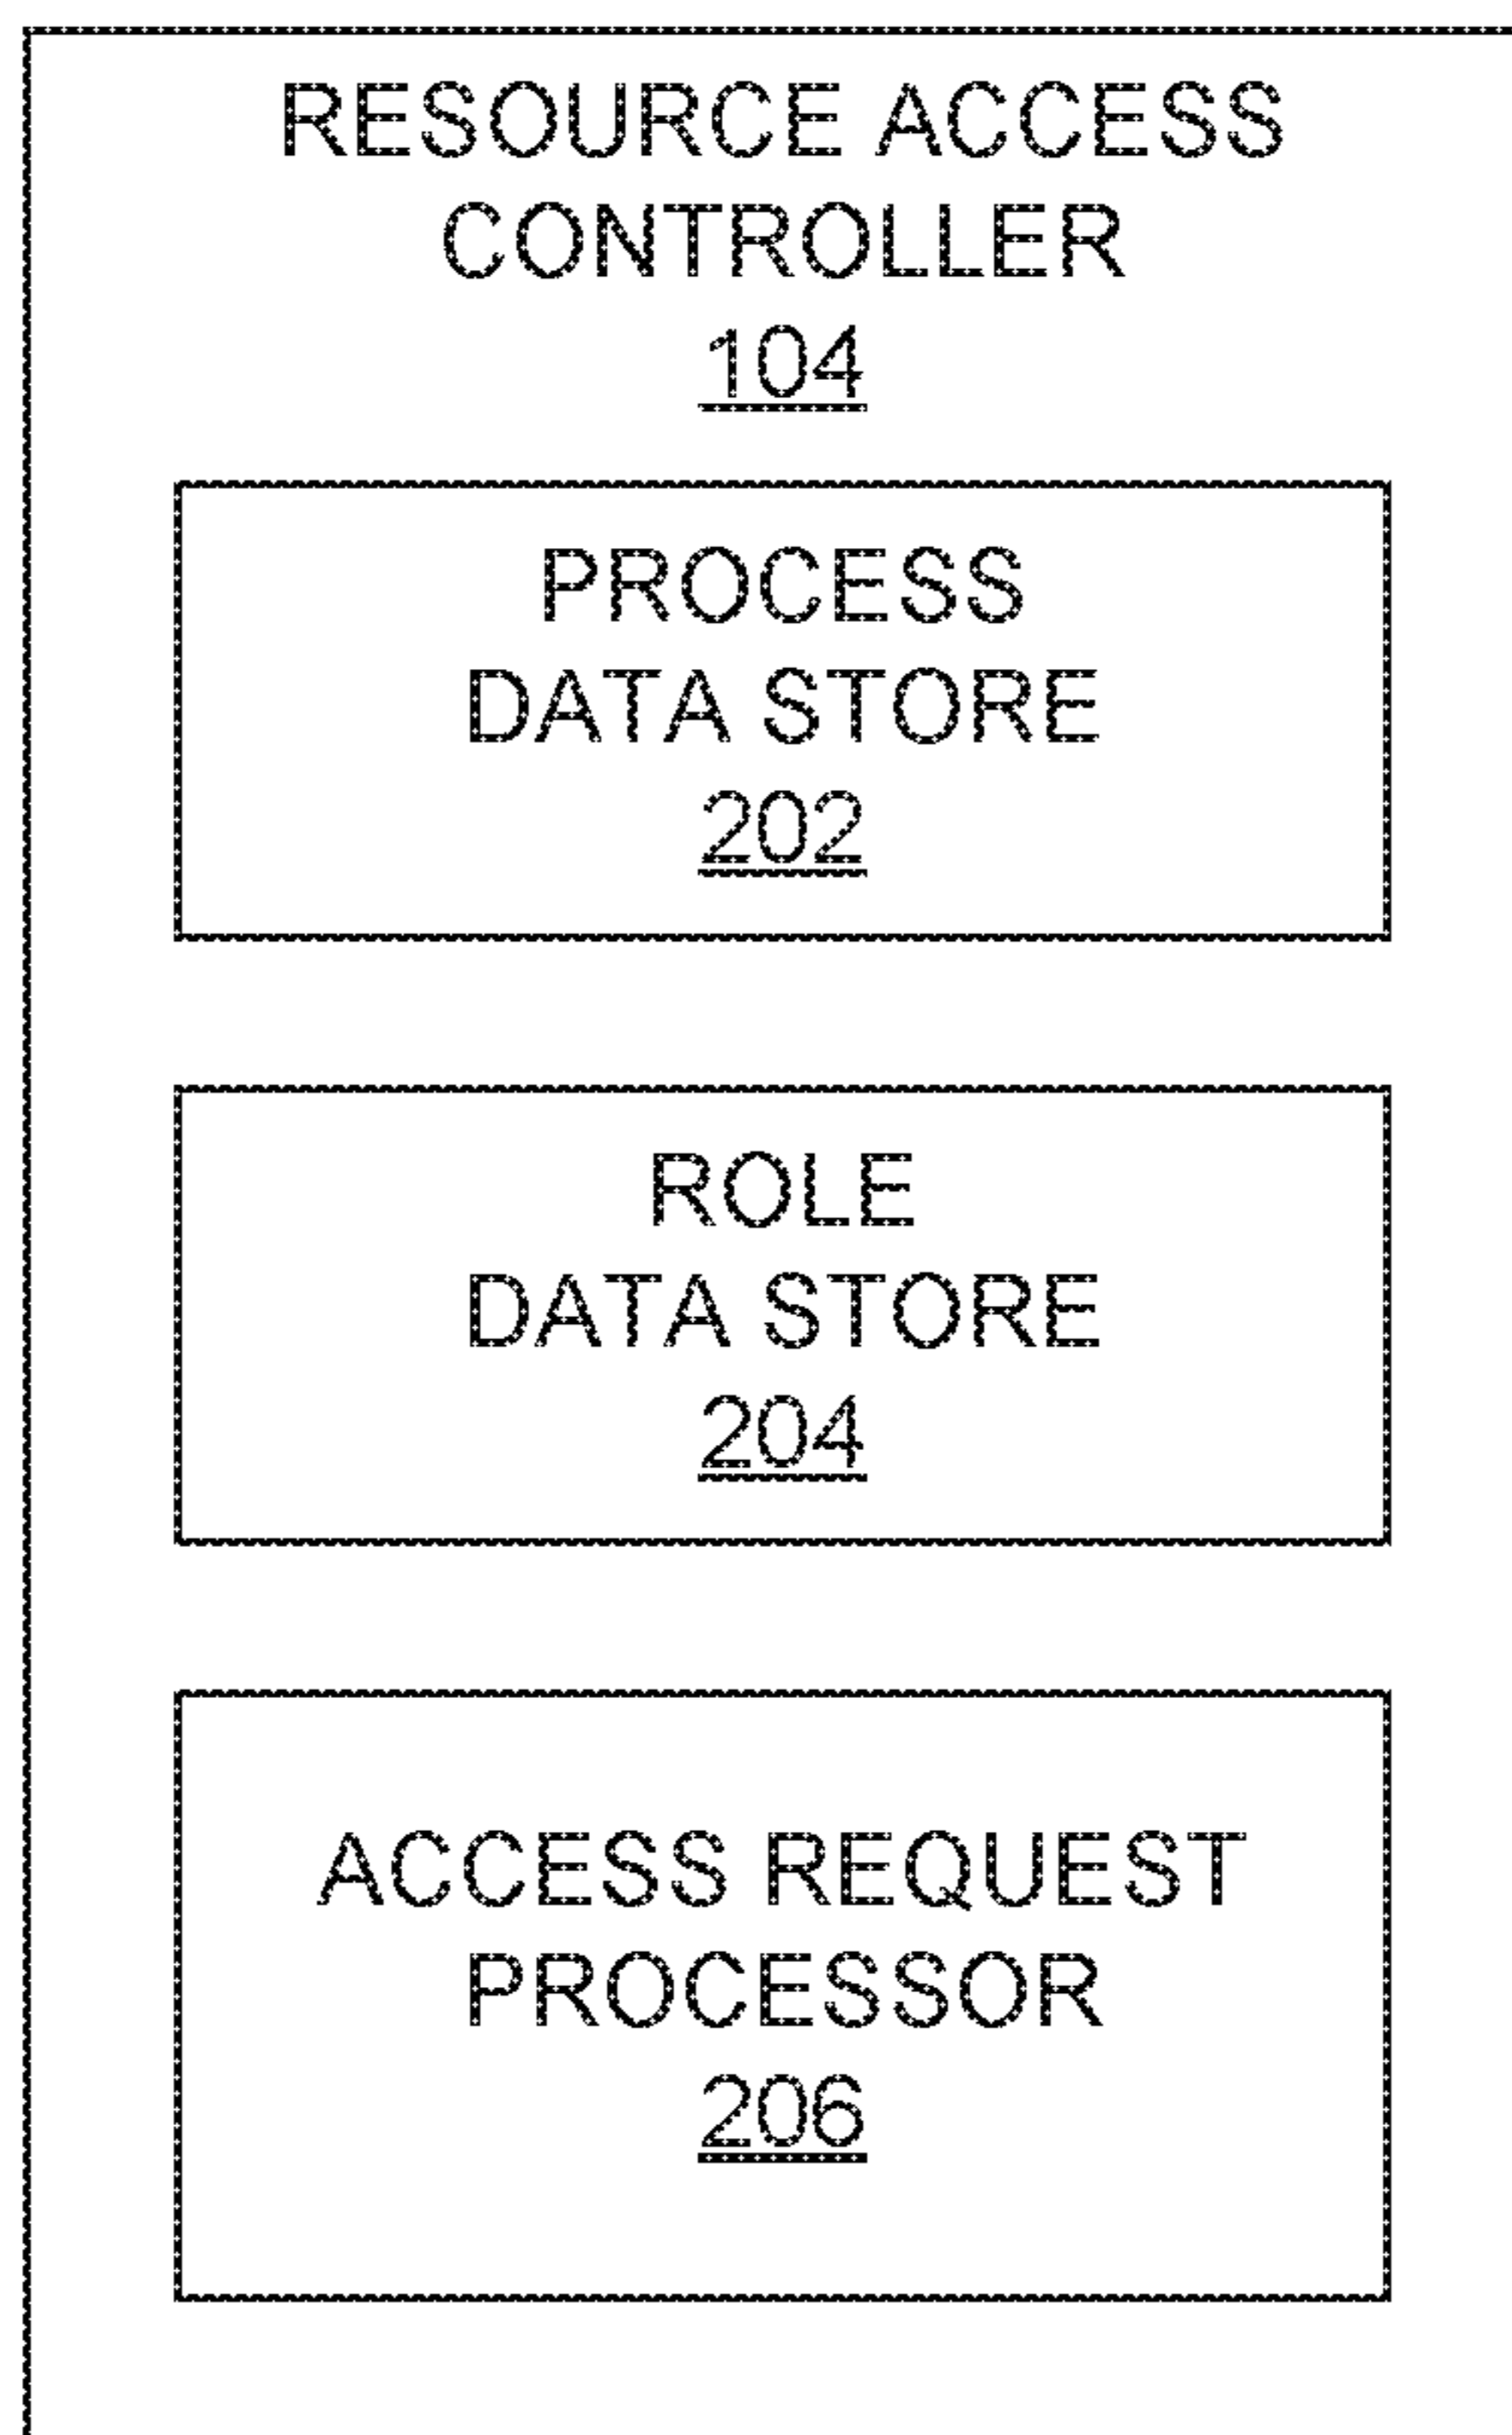 RESOURCE ACCESS
CONTROLLER
104
PROCESS
DATA STORE
202
ROLE
DATA STORE
204
ACCESS REQUEST
PROCESSOR
206